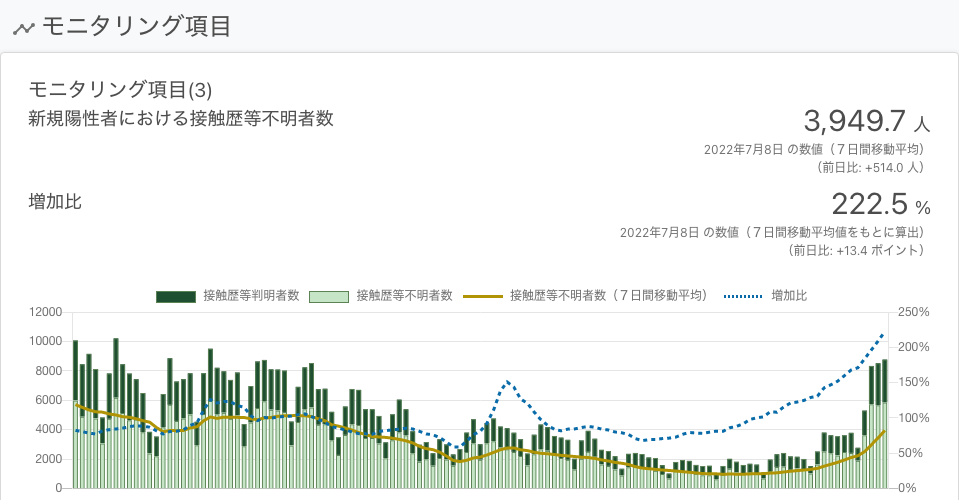 モニタリング項目
モニタリング項目(3)
新規陽性者における接触歴等不明者数
3,949.7 人
2022年7月8日 の数値（７日間移動平均）
（前日比: +514.0 人）
増加比
222.5 %
2022年7月8日 の数値（７日間移動平均値をもとに算出）
（前日比: +13.4 ポイント）
接触歴等判明者数 接触歴等不明者数 接触歴等不明者数（７日間移動平均） 増加比
12000 250%
10000 200%
8000 150%
6000 100%
4000 50%
2000 0%
0